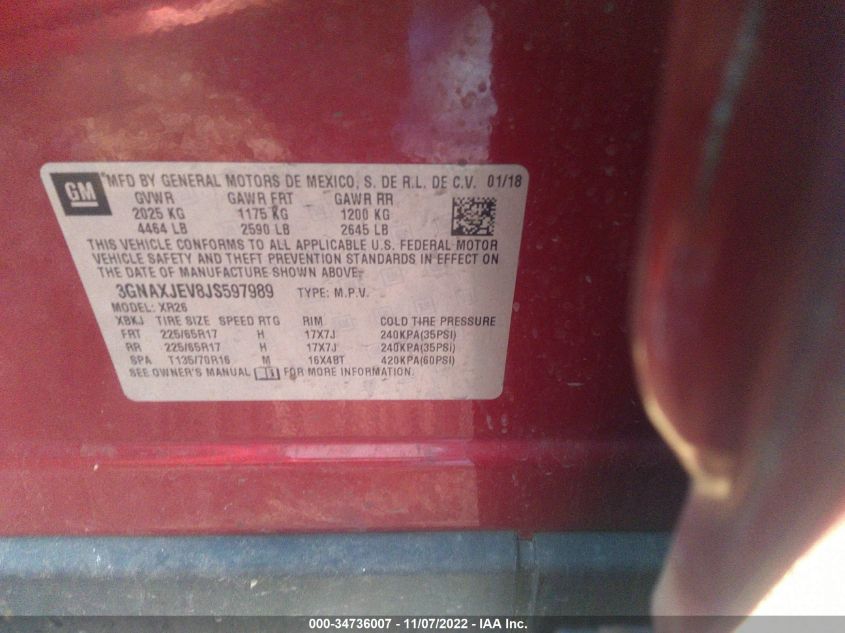 GM *MFD BY GENERAL MOTORS DE MEXICO, S. DE R.L. DE C.V. 01/18
GVWR GAWR FRT GAWR RR
2025 KG 1175 KG 1200 KG
4464 LB 2590 LB 2645 LB
THIS VEHICLE CONFORMS TO ALL APPLICABLE U.S. FEDERAL MOTOR
VEHICLE SAFETY AND THEFT PREVENTION STANDARDS IN EFFECT ON
THE DATE OF MANUFACTURE SHOWN ABOVE.
3GNAXJEV8JS597989 TYPE: M.P.V.
MODEL: XR26
XBKJ TIRE SIZE SPEED RTG RIM COLD TIRE PRESSURE
FRT 225/65R17 H 17X7J 240KPA(35PSI)
RR 225/65R17 H 17X7J 240KPA(35PSI)
SPA T135/70R16 M 16X4BT 420KPA(60PSI)
SEE OWNER'S MANUAL FOR MORE INFORMATION.
000-34736007 - 11/07/2022 - IAA Inc.